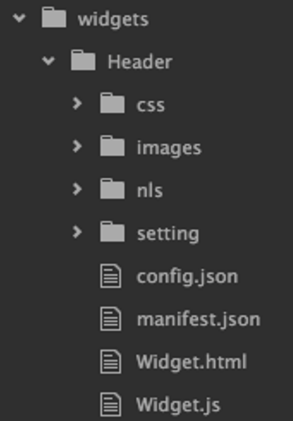 widgets
Header
css
images
nls
setting
config.json
manifest.json
Widget.html
Widget.js